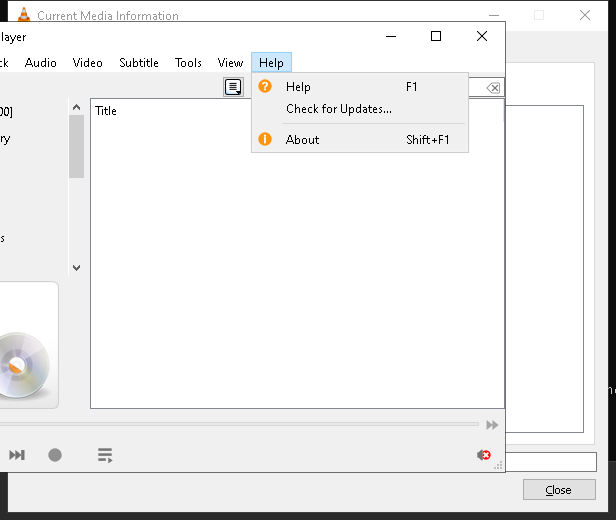 Current Media Information
layer
ck Audio Video Subtitle Tools View Help
00]
ry
s
Title
Help F1
Check for Updates...
About Shift+F1
Close